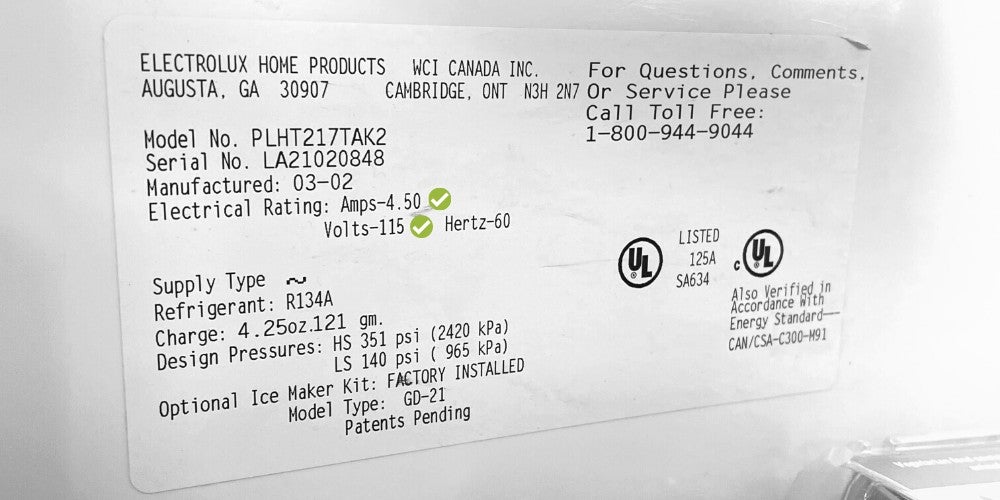 ELECTROLUX HOME PRODUCTS WCI CANADA INC.
AUGUSTA, GA 30907 CAMBRIDGE, ONT N3H 2N7
For Questions, Comments,
Or Service Please
Call Toll Free:
1-800-944-9044
Model No. PLHT217TAK2
Serial No. LA21020848
Manufactured: 03-02
Electrical Rating: Amps-4.50
Volts-115 Hertz-60
UL
LISTED
125A
SA634
c UL
Also Verified in
Accordance With
Energy Standard
CAN/CSA-C300-M91
Supply Type ~
Refrigerant: R134A
Charge: 4.25oz.121 gm.
Design Pressures: HS 351 psi (2420 kPa)
LS 140 psi ( 965 kPa)
Optional Ice Maker Kit: FACTORY INSTALLED
Model Type: GD-21
Patents Pending